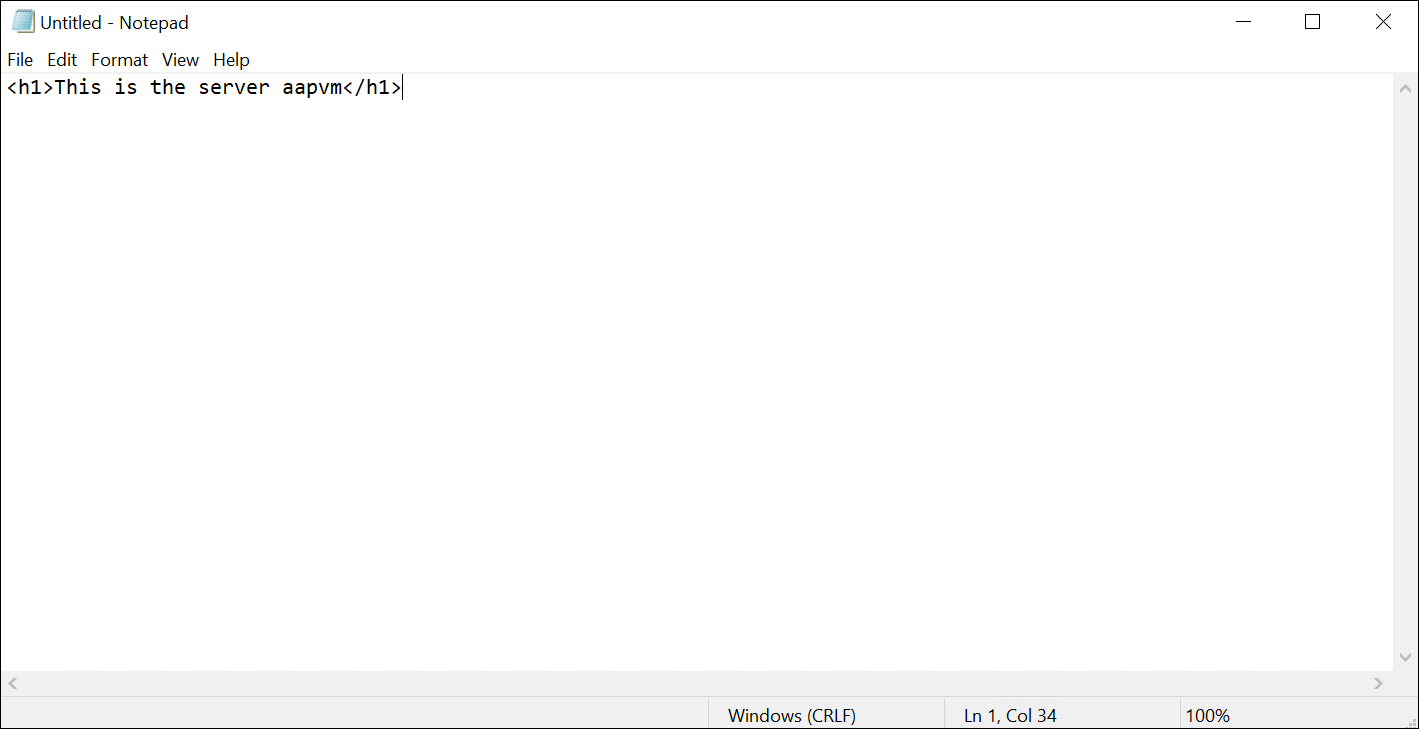 Untitled - Notepad
File Edit Format View Help
<h1>This is the server aapvm</h1>
Windows (CRLF) Ln 1, Col 34 100%